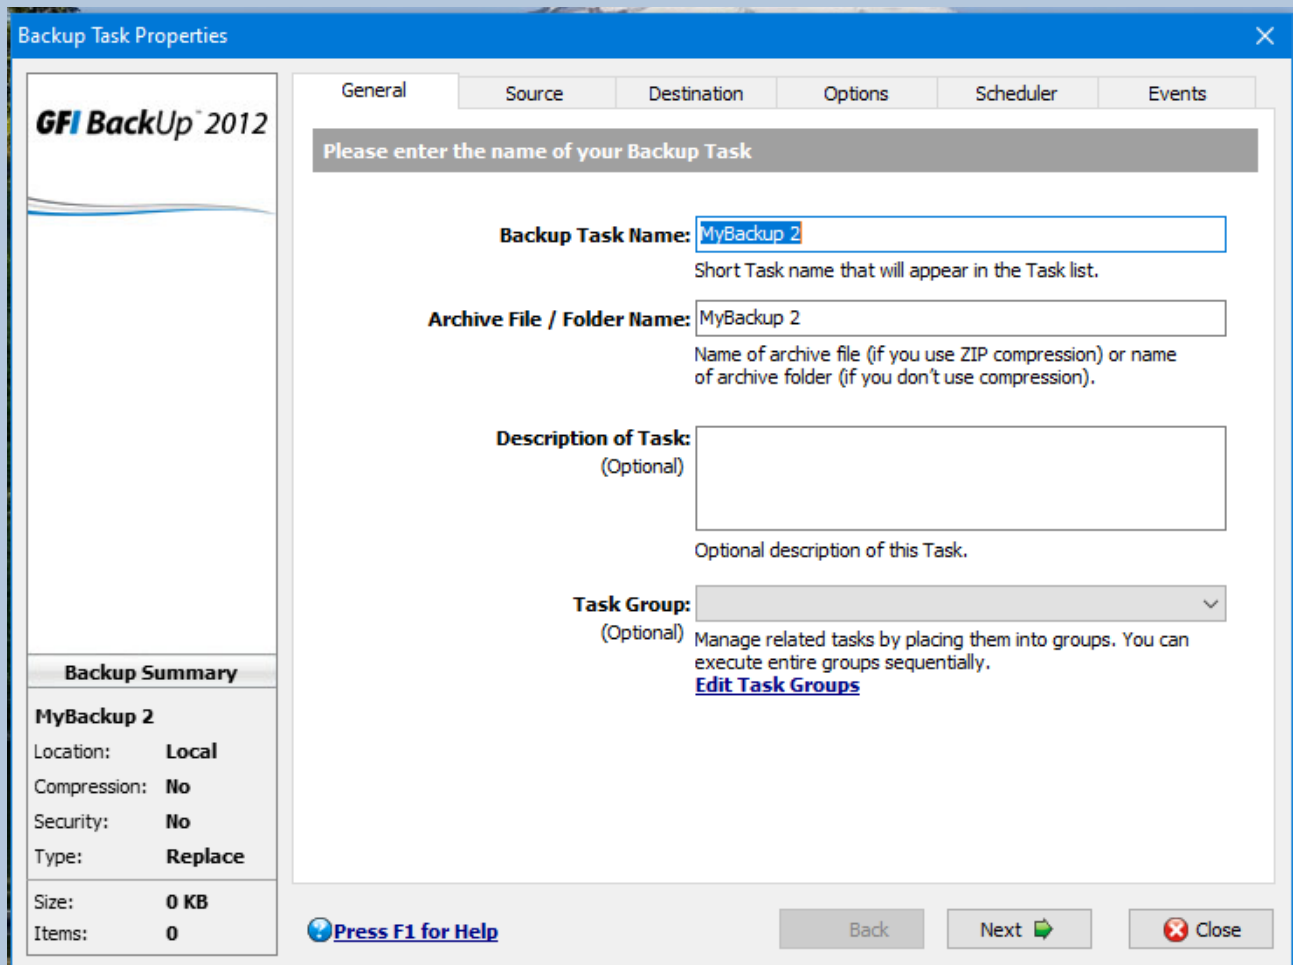 Backup Task Properties
GFI BackUp™ 2012
General
Source
Destination
Options
Scheduler
Events
Please enter the name of your Backup Task
Backup Task Name:
MyBackup 2
Short Task name that will appear in the Task list.
Archive File / Folder Name:
MyBackup 2
Name of archive file (if you use ZIP compression) or name
of archive folder (if you don't use compression).
Description of Task:
(Optional)
Optional description of this Task.
Task Group:
(Optional)
Manage related tasks by placing them into groups. You can
execute entire groups sequentially.
Edit Task Groups
Backup Summary
MyBackup 2
Location: Local
Compression: No
Security: No
Type: Replace
Size: 0 KB
Items: 0
Press F1 for Help
Back
Next
Close